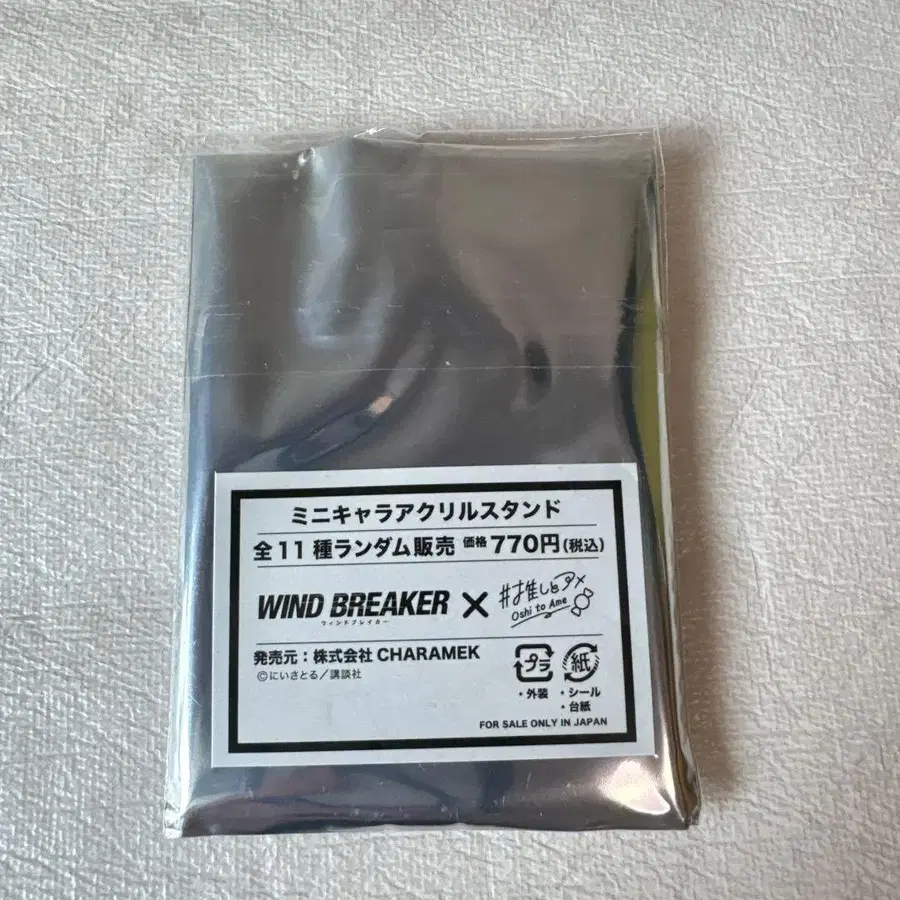 ミニキャラアクリルスタンド
全11種ランダム販売 価格 770円(税込)
WIND BREAKER × #推しとアメ
ウィンドブレイカー Oshi to Ame
発売元：株式会社 CHARAMEK
©にいさとる／講談社
プラ 紙
・外装 ・シール
・台紙
FOR SALE ONLY IN JAPAN